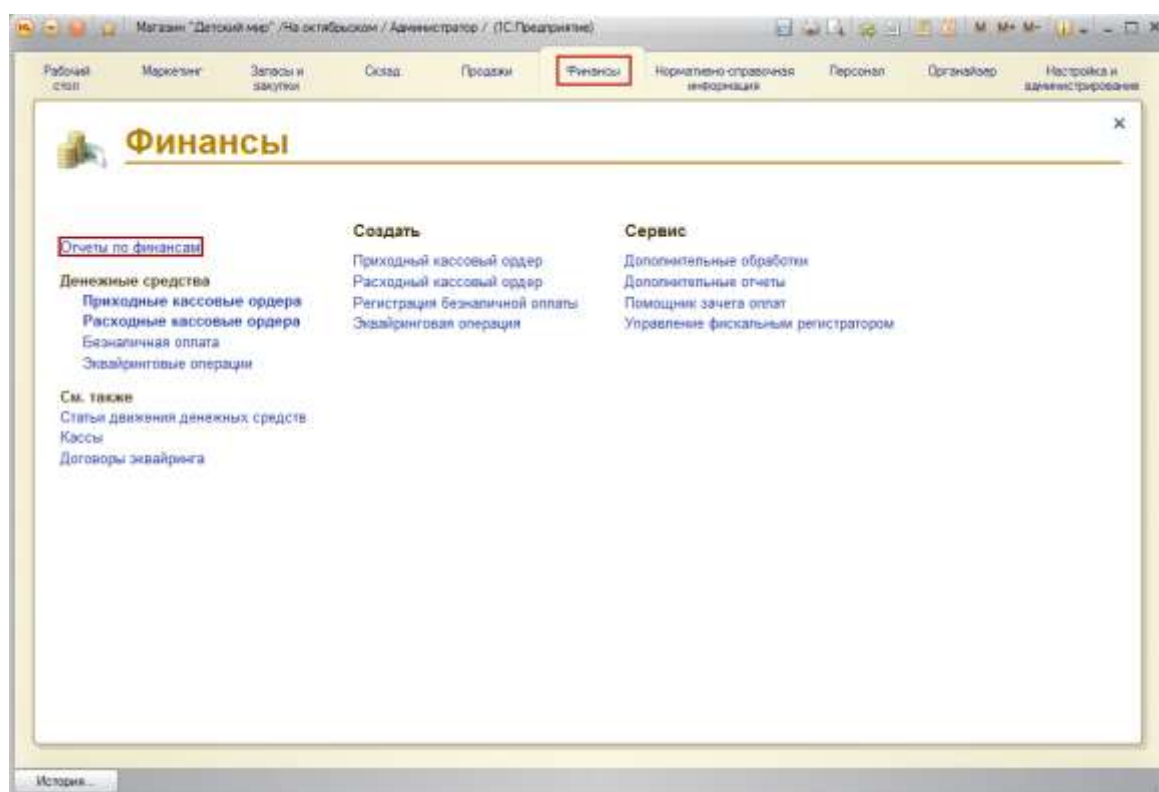 Магазин "Детский мир" /На октябрьском / Администратор / (1С:Предприятие)
M M+ M-
Рабочий стол
Маркетинг
Запасы и закупки
Склад
Продажи
Финансы
Нормативно-справочная информация
Персонал
Органайзер
Настройка и администрирование
Финансы
Отчеты по финансам
Денежные средства
Приходные кассовые ордера
Расходные кассовые ордера
Безналичная оплата
Эквайринговые операции
См. также
Статьи движения денежных средств
Кассы
Договоры эквайринга
Создать
Приходный кассовый ордер
Расходный кассовый ордер
Регистрация безналичной оплаты
Эквайринговая операция
Сервис
Дополнительные обработки
Дополнительные отчеты
Помощник зачета оплат
Управление фискальным регистратором
История...